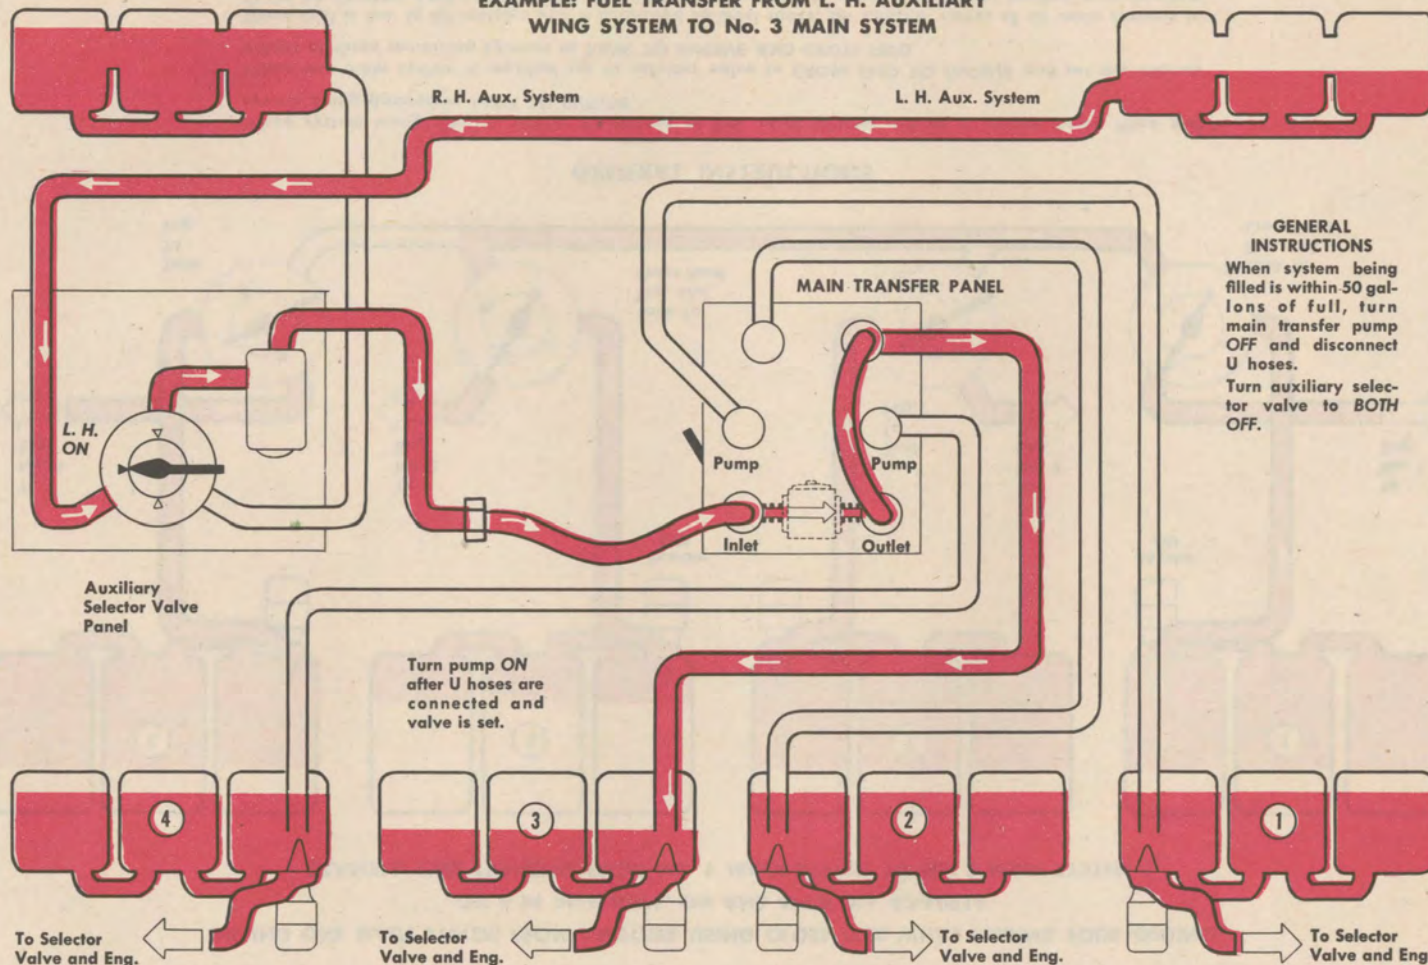 EXAMPLE: FUEL TRANSFER FROM L. H. AUXILIARY
WING SYSTEM TO No. 3 MAIN SYSTEM
R. H. Aux. System
L. H. Aux. System
GENERAL
INSTRUCTIONS
When system being
filled is within 50 gal-
lons of full, turn
main transfer pump
OFF and disconnect
U hoses.
Turn auxiliary selec-
tor valve to BOTH
OFF.
MAIN TRANSFER PANEL
L. H.
ON
Pump
Pump
Inlet
Outlet
Auxiliary
Selector Valve
Panel
Turn pump ON
after U hoses are
connected and
valve is set.
4
3
2
1
To Selector
Valve and Eng.
To Selector
Valve and Eng.
To Selector
Valve and Eng.
To Selector
Valve and Eng